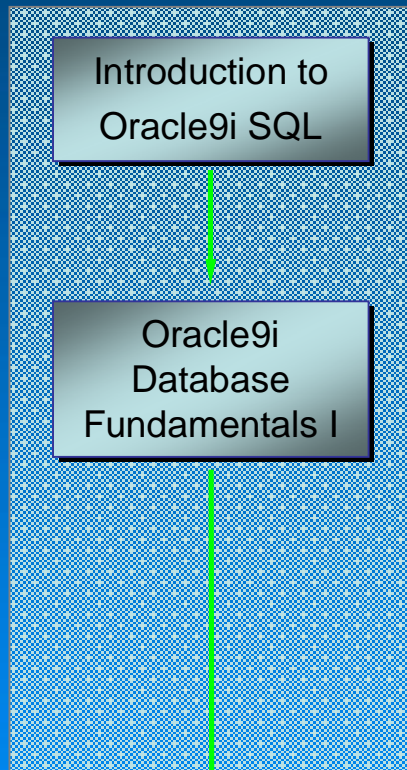 Introduction to
Oracle9i SQL
Oracle9i
Database
Fundamentals I